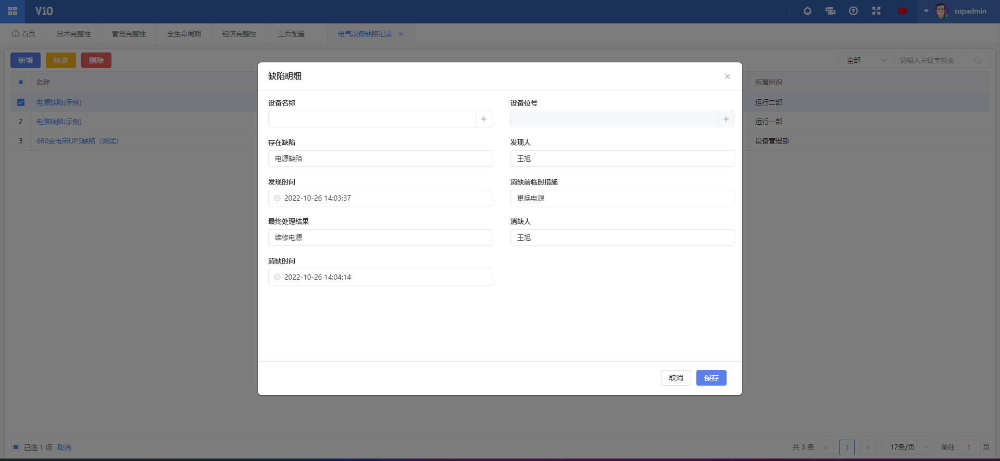 V10
supadmin
首页
技术完整性
管理完整性
全生命周期
经济完整性
主页配置
电气设备缺陷记录
新增
修改
删除
全部
请输入关键字搜索
名称
所属组织
电源缺陷(示例)
运行二部
2
电路缺陷(示例)
运行一部
3
660变电所UPS缺陷（测试）
设备管理部
缺陷明细
设备名称
设备位号
存在缺陷
发现人
电源缺陷
王旭
发现时间
消缺前临时措施
2022-10-26 14:03:37
更换电源
最终处理结果
消缺人
维修电源
王旭
消缺时间
2022-10-26 14:04:14
取消
保存
已选 1 项 取消
共 3 条
1
17条/页
前往 1 页